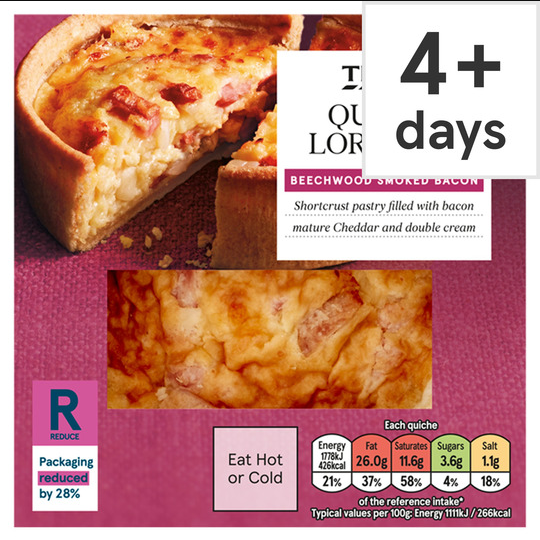 4+
days
BEECHWOOD SMOKED BACON
Shortcrust pastry filled with bacon
mature Cheddar and double cream
R
REDUCE
Packaging
reduced
by 28%
Eat Hot
or Cold
Each quiche
Energy Fat Saturates Sugars Salt
1778kJ
426kcal 26.0g 11.6g 3.6g 1.1g
21% 37% 58% 4% 18%
of the reference intake*
Typical values per 100g: Energy 1111kJ / 266kcal